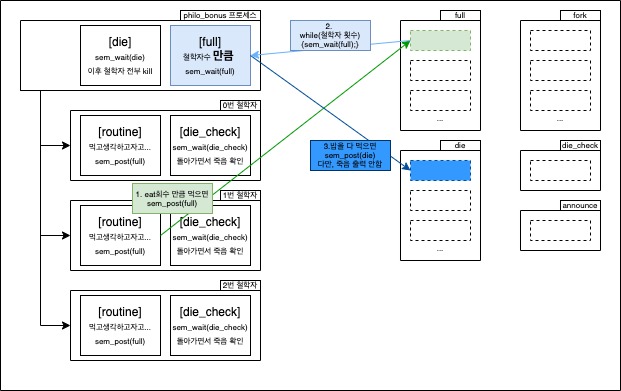 philo_bonus 프로세스
[die]
sem_wait(die)
이후 철학자 전부 kill
[full]
철학자수 만큼
sem_wait(full)
2.
while(철학자 횟수)
(sem_wait(full);)
full
...
fork
...
0번 철학자
[routine]
먹고생각하고자고...
sem_post(full)
[die_check]
sem_wait(die_check)
돌아가면서 죽음 확인
3.밥을 다 먹으면
sem_post(die)
다만, 죽음 출력 안함
die
...
die_check
announce
1. eat회수 만큼 먹으면
sem_post(full)
1번 철학자
[routine]
먹고생각하고자고...
sem_post(full)
[die_check]
sem_wait(die_check)
돌아가면서 죽음 확인
2번 철학자
[routine]
먹고생각하고자고...
sem_post(full)
[die_check]
sem_wait(die_check)
돌아가면서 죽음 확인